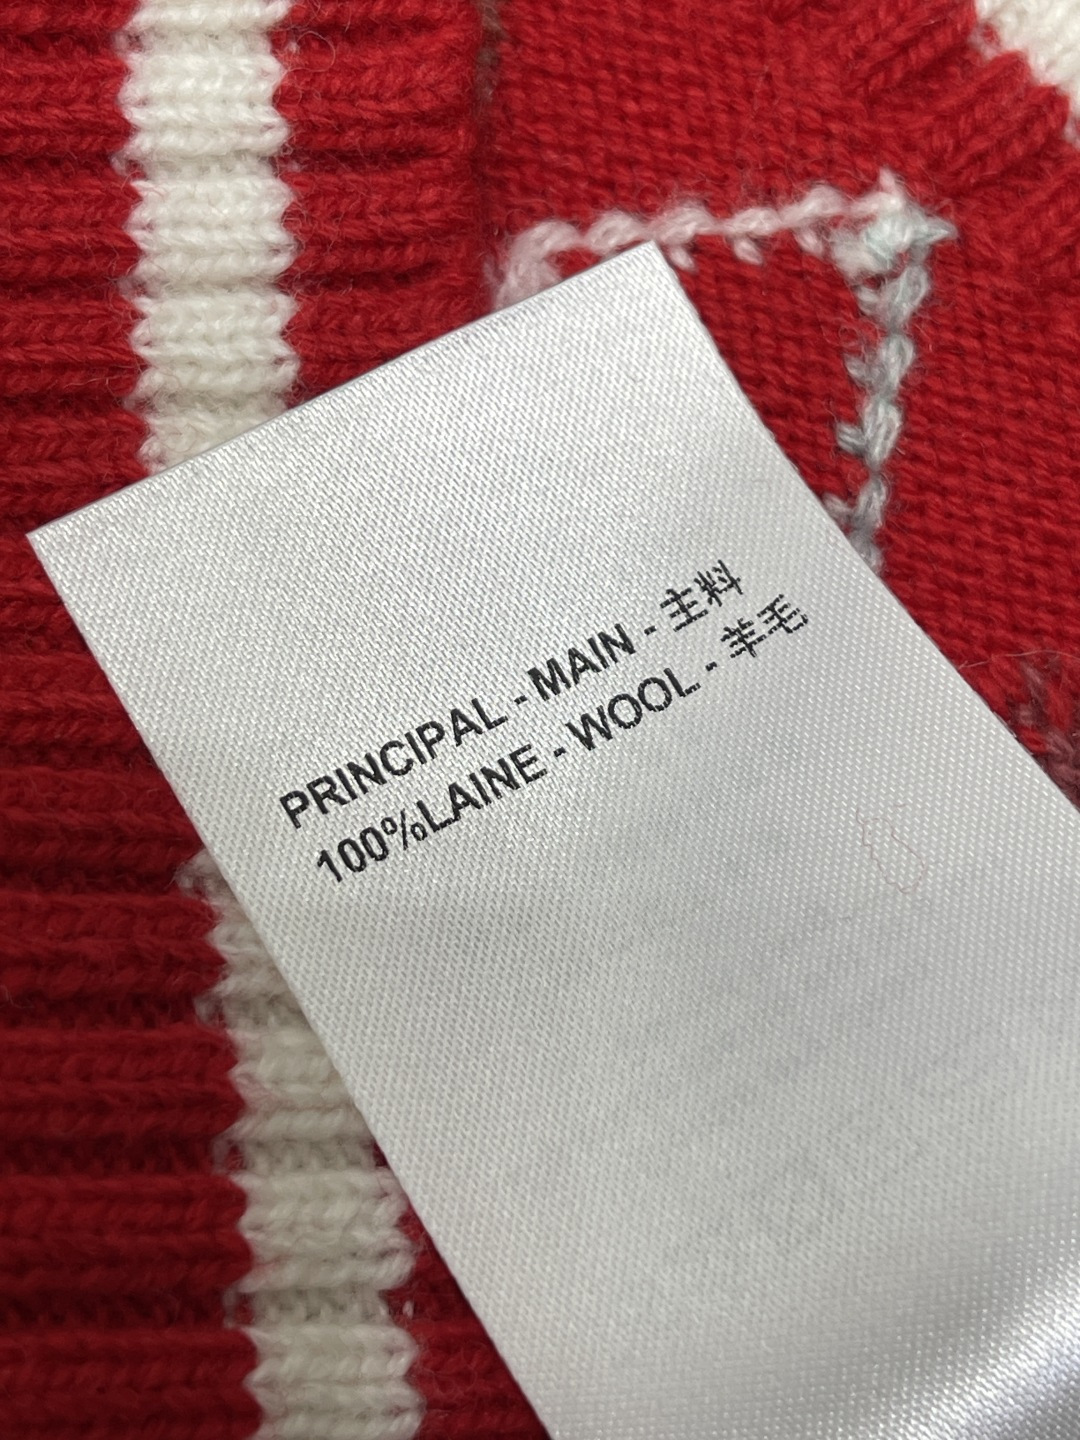 PRINCIPAL - MAIN - 主料
100%LAINE - WOOL - 羊毛